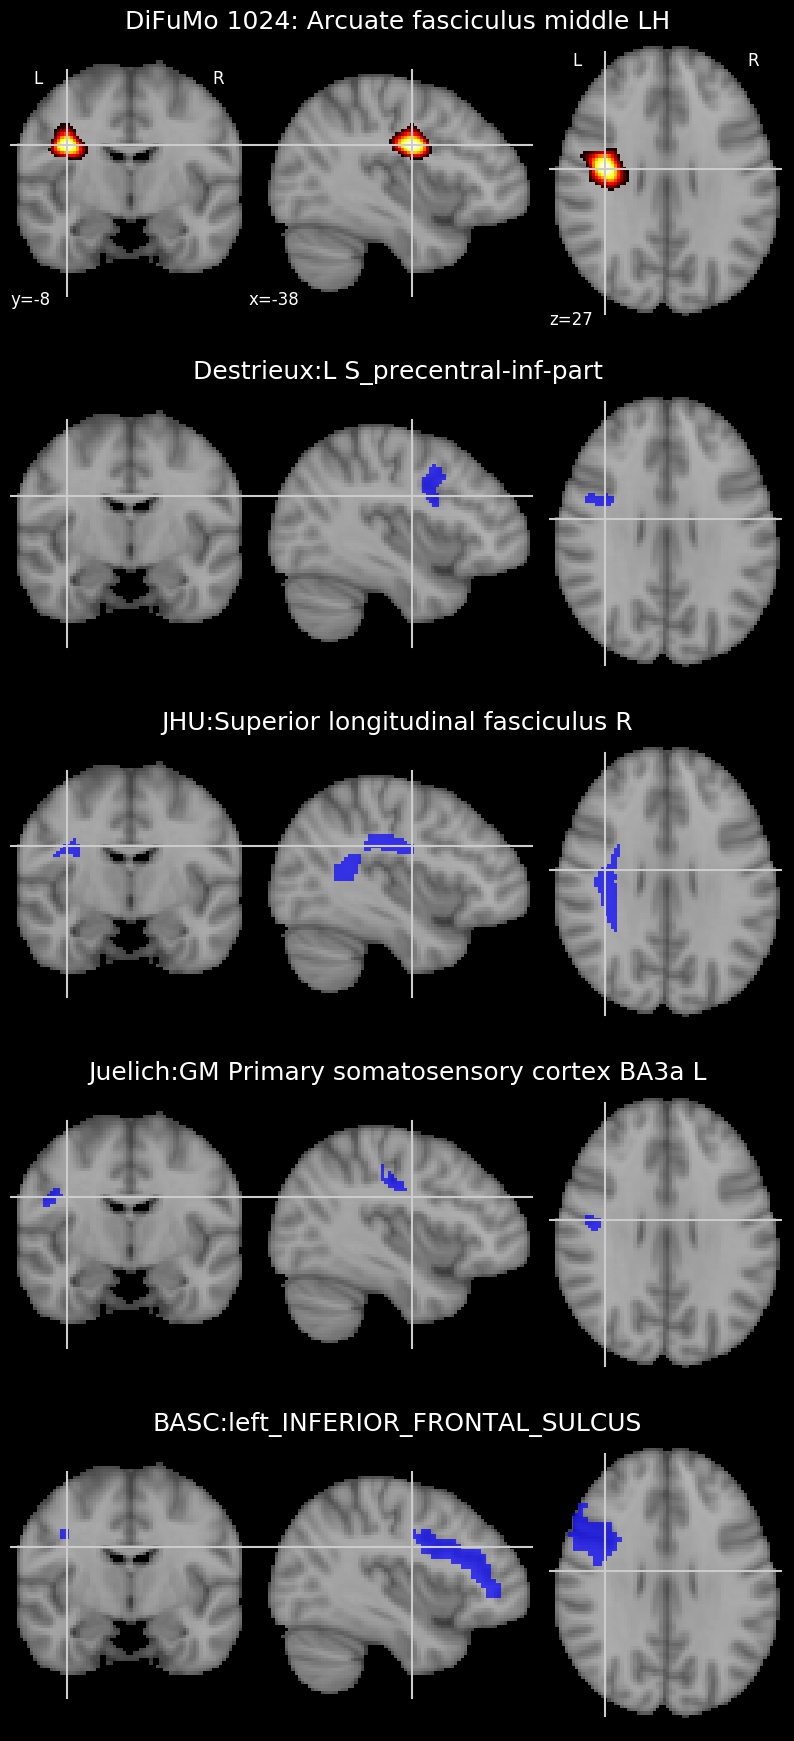 DiFuMo 1024: Arcuate fasciculus middle LH
L R L R
y=-8 x=-38 z=27
Destrieux:L S_precentral-inf-part
JHU:Superior longitudinal fasciculus R
Juelich:GM Primary somatosensory cortex BA3a L
BASC:left_INFERIOR_FRONTAL_SULCUS